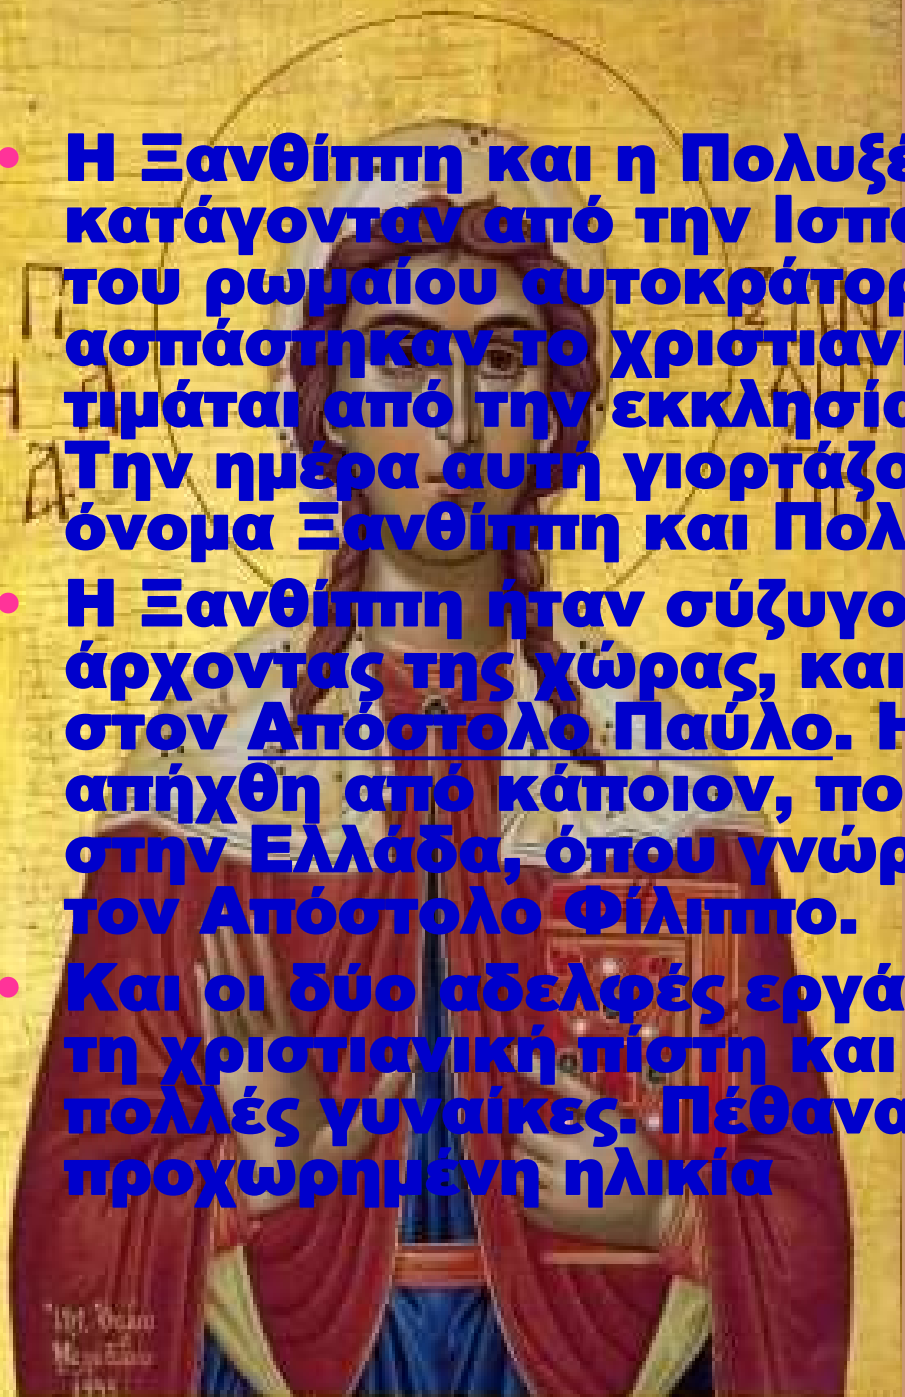 • Η Ξανθίππη και η Πολυξέ
κατάγονταν από την Ισπα
του ρωμαίου αυτοκράτορ
ασπάστηκαν το χριστιανι
τιμάται από την εκκλησία
Την ημέρα αυτή γιορτάζο
όνομα Ξανθίππη και Πολ
• Η Ξανθίππη ήταν σύζυγο
άρχοντας της χώρας, και
στον Απόστολο Παύλο. Η
απήχθη από κάποιον, πο
στην Ελλάδα, όπου γνώρ
τον Απόστολο Φίλιππο.
• Και οι δύο αδελφές εργά
τη χριστιανική πίστη και
πολλές γυναίκες. Πέθανα
προχωρημένη ηλικία